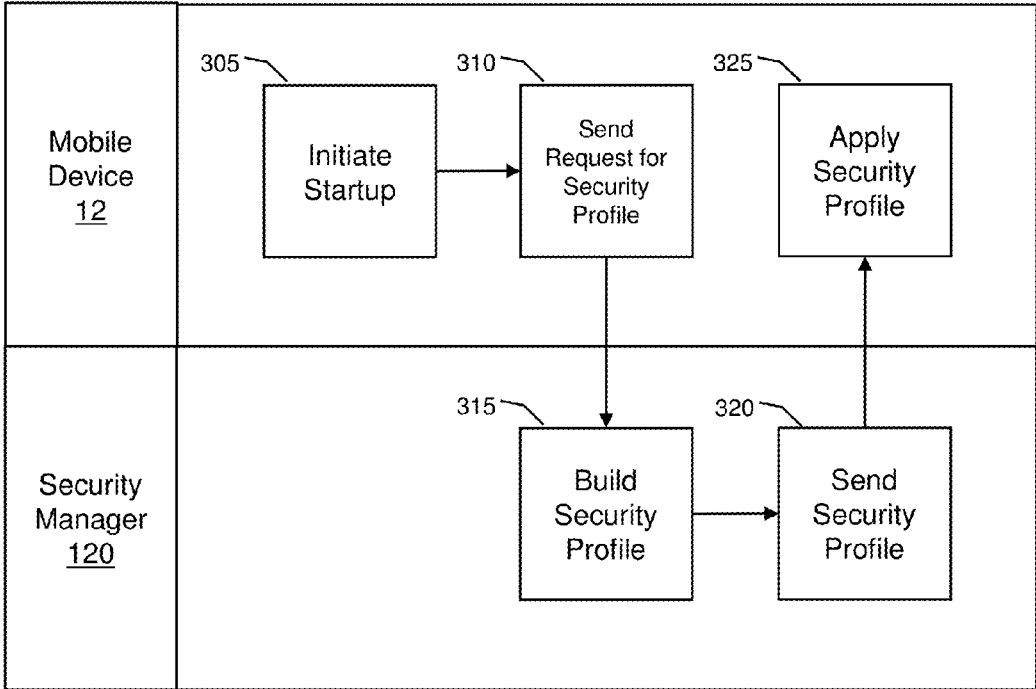 305
310
325
Mobile
Device
12
Initiate
Startup
Send
Request for
Security
Profile
Apply
Security
Profile
315
320
Security
Manager
120
Build
Security
Profile
Send
Security
Profile